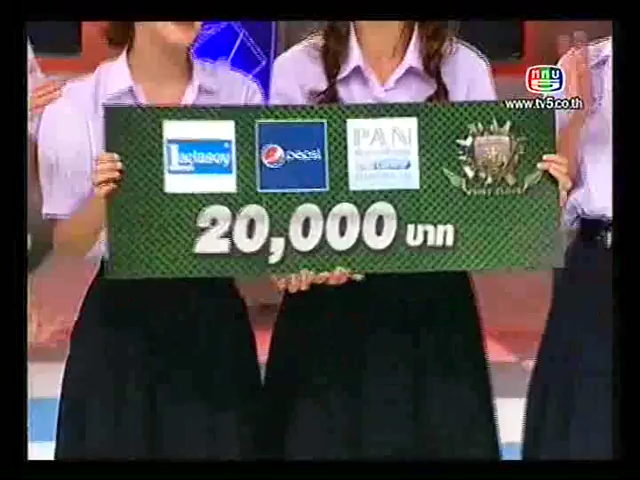 ททบ
www.tv5.co.th
Lactasoy
pepsi
PAN
20,000 บาท